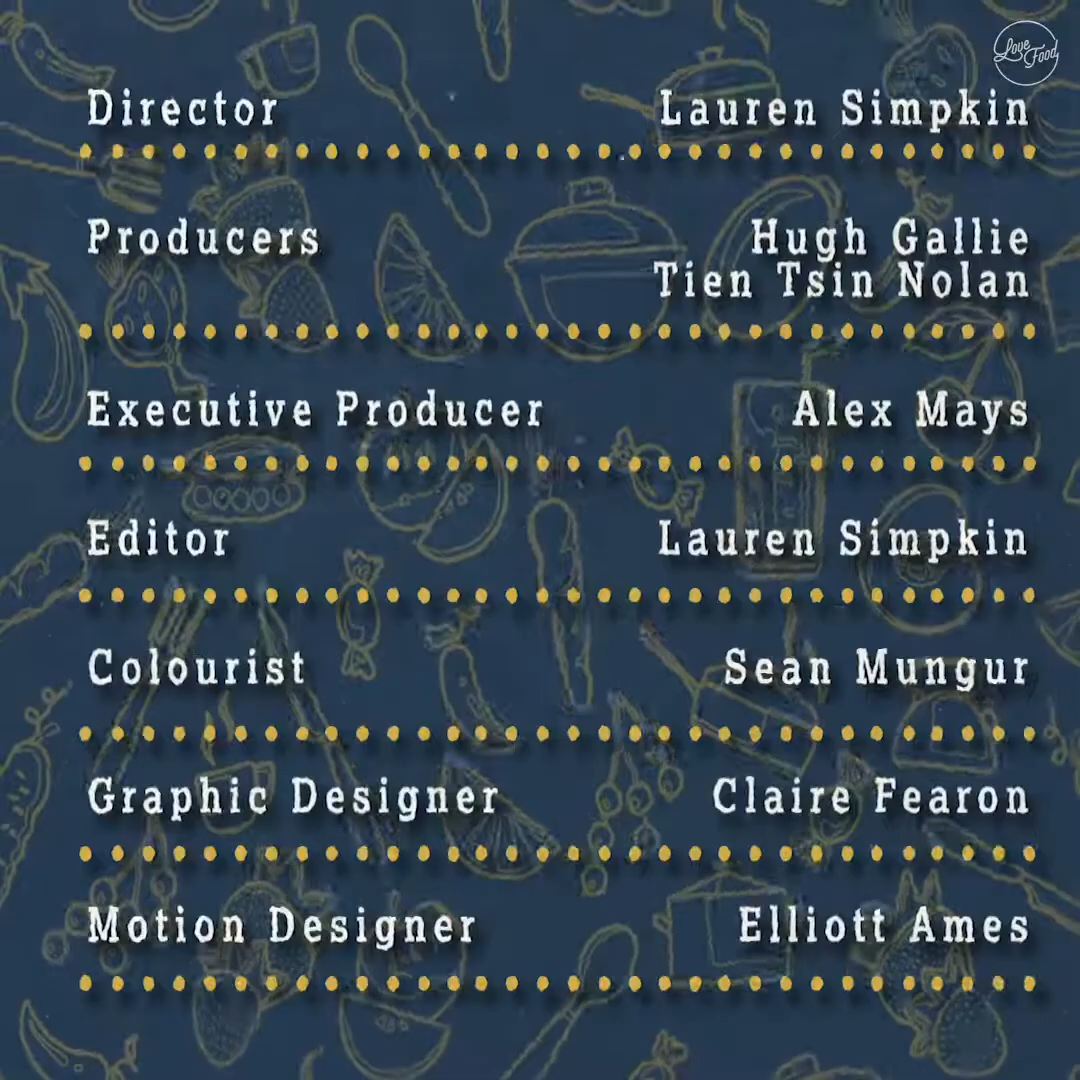 Love Food
Director Lauren Simpkin
Producers Hugh Gallie
Tien Tsin Nolan
Executive Producer Alex Mays
Editor Lauren Simpkin
Colourist Sean Mungur
Graphic Designer Claire Fearon
Motion Designer Elliott Ames